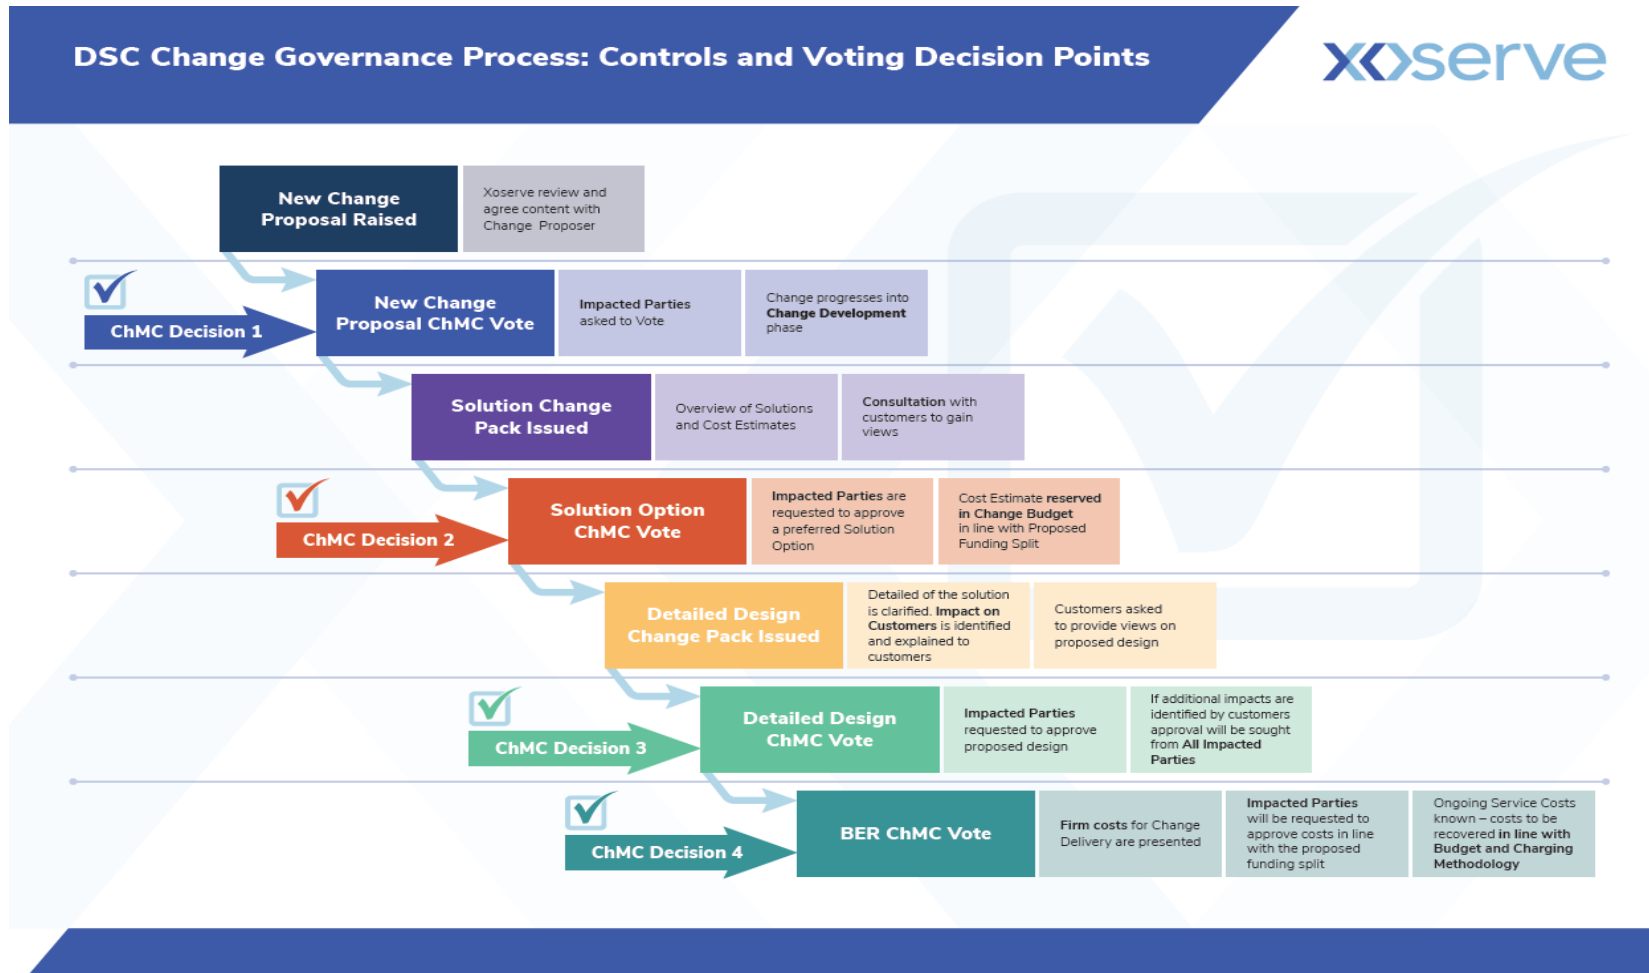 DSC Change Governance Process: Controls and Voting Decision Points
xoserve
New Change
Proposal Raised
Xoserve review and
agree content with
Change Proposer
ChMC Decision 1
New Change
Proposal ChMC Vote
Impacted Parties
asked to Vote
Change progresses into
Change Development
phase
Solution Change
Pack Issued
Overview of Solutions
and Cost Estimates
Consultation with
customers to gain
views
ChMC Decision 2
Solution Option
ChMC Vote
Impacted Parties are
requested to approve
a preferred Solution
Option
Cost Estimate reserved
in Change Budget
in line with Proposed
Funding Split
Detailed Design
Change Pack Issued
Detailed of the solution
is clarified. Impact on
Customers is identified
and explained to
customers
Customers asked
to provide views on
proposed design
ChMC Decision 3
Detailed Design
ChMC Vote
Impacted Parties
requested to approve
proposed design
If additional impacts are
identified by customers
approval will be sought
from All Impacted
Parties
ChMC Decision 4
BER ChMC Vote
Firm costs for Change
Delivery are presented
Impacted Parties
will be requested to
approve costs in line
with the proposed
funding split
Ongoing Service Costs
known – costs to be
recovered in line with
Budget and Charging
Methodology